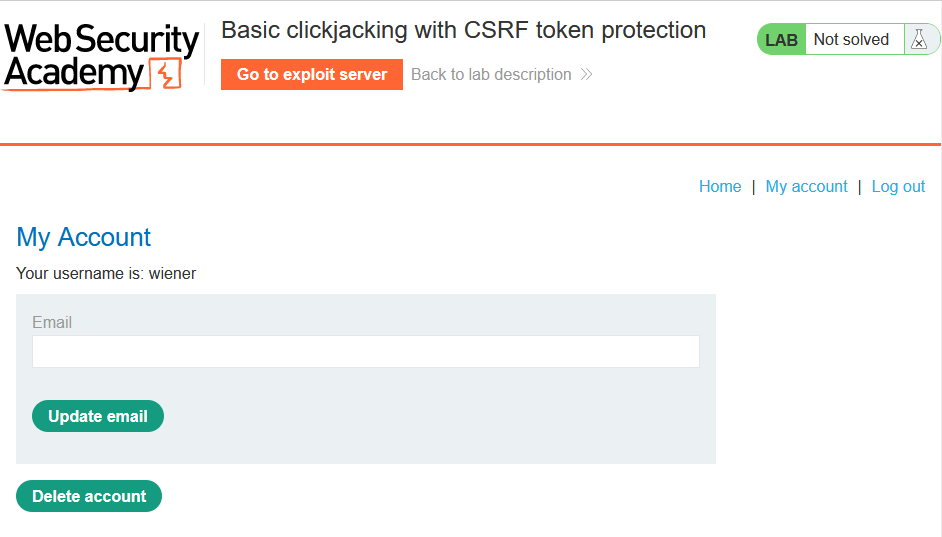 Web Security
Academy
Basic clickjacking with CSRF token protection
LAB Not solved
Go to exploit server Back to lab description
Home | My account | Log out
My Account
Your username is: wiener
Email
Update email
Delete account